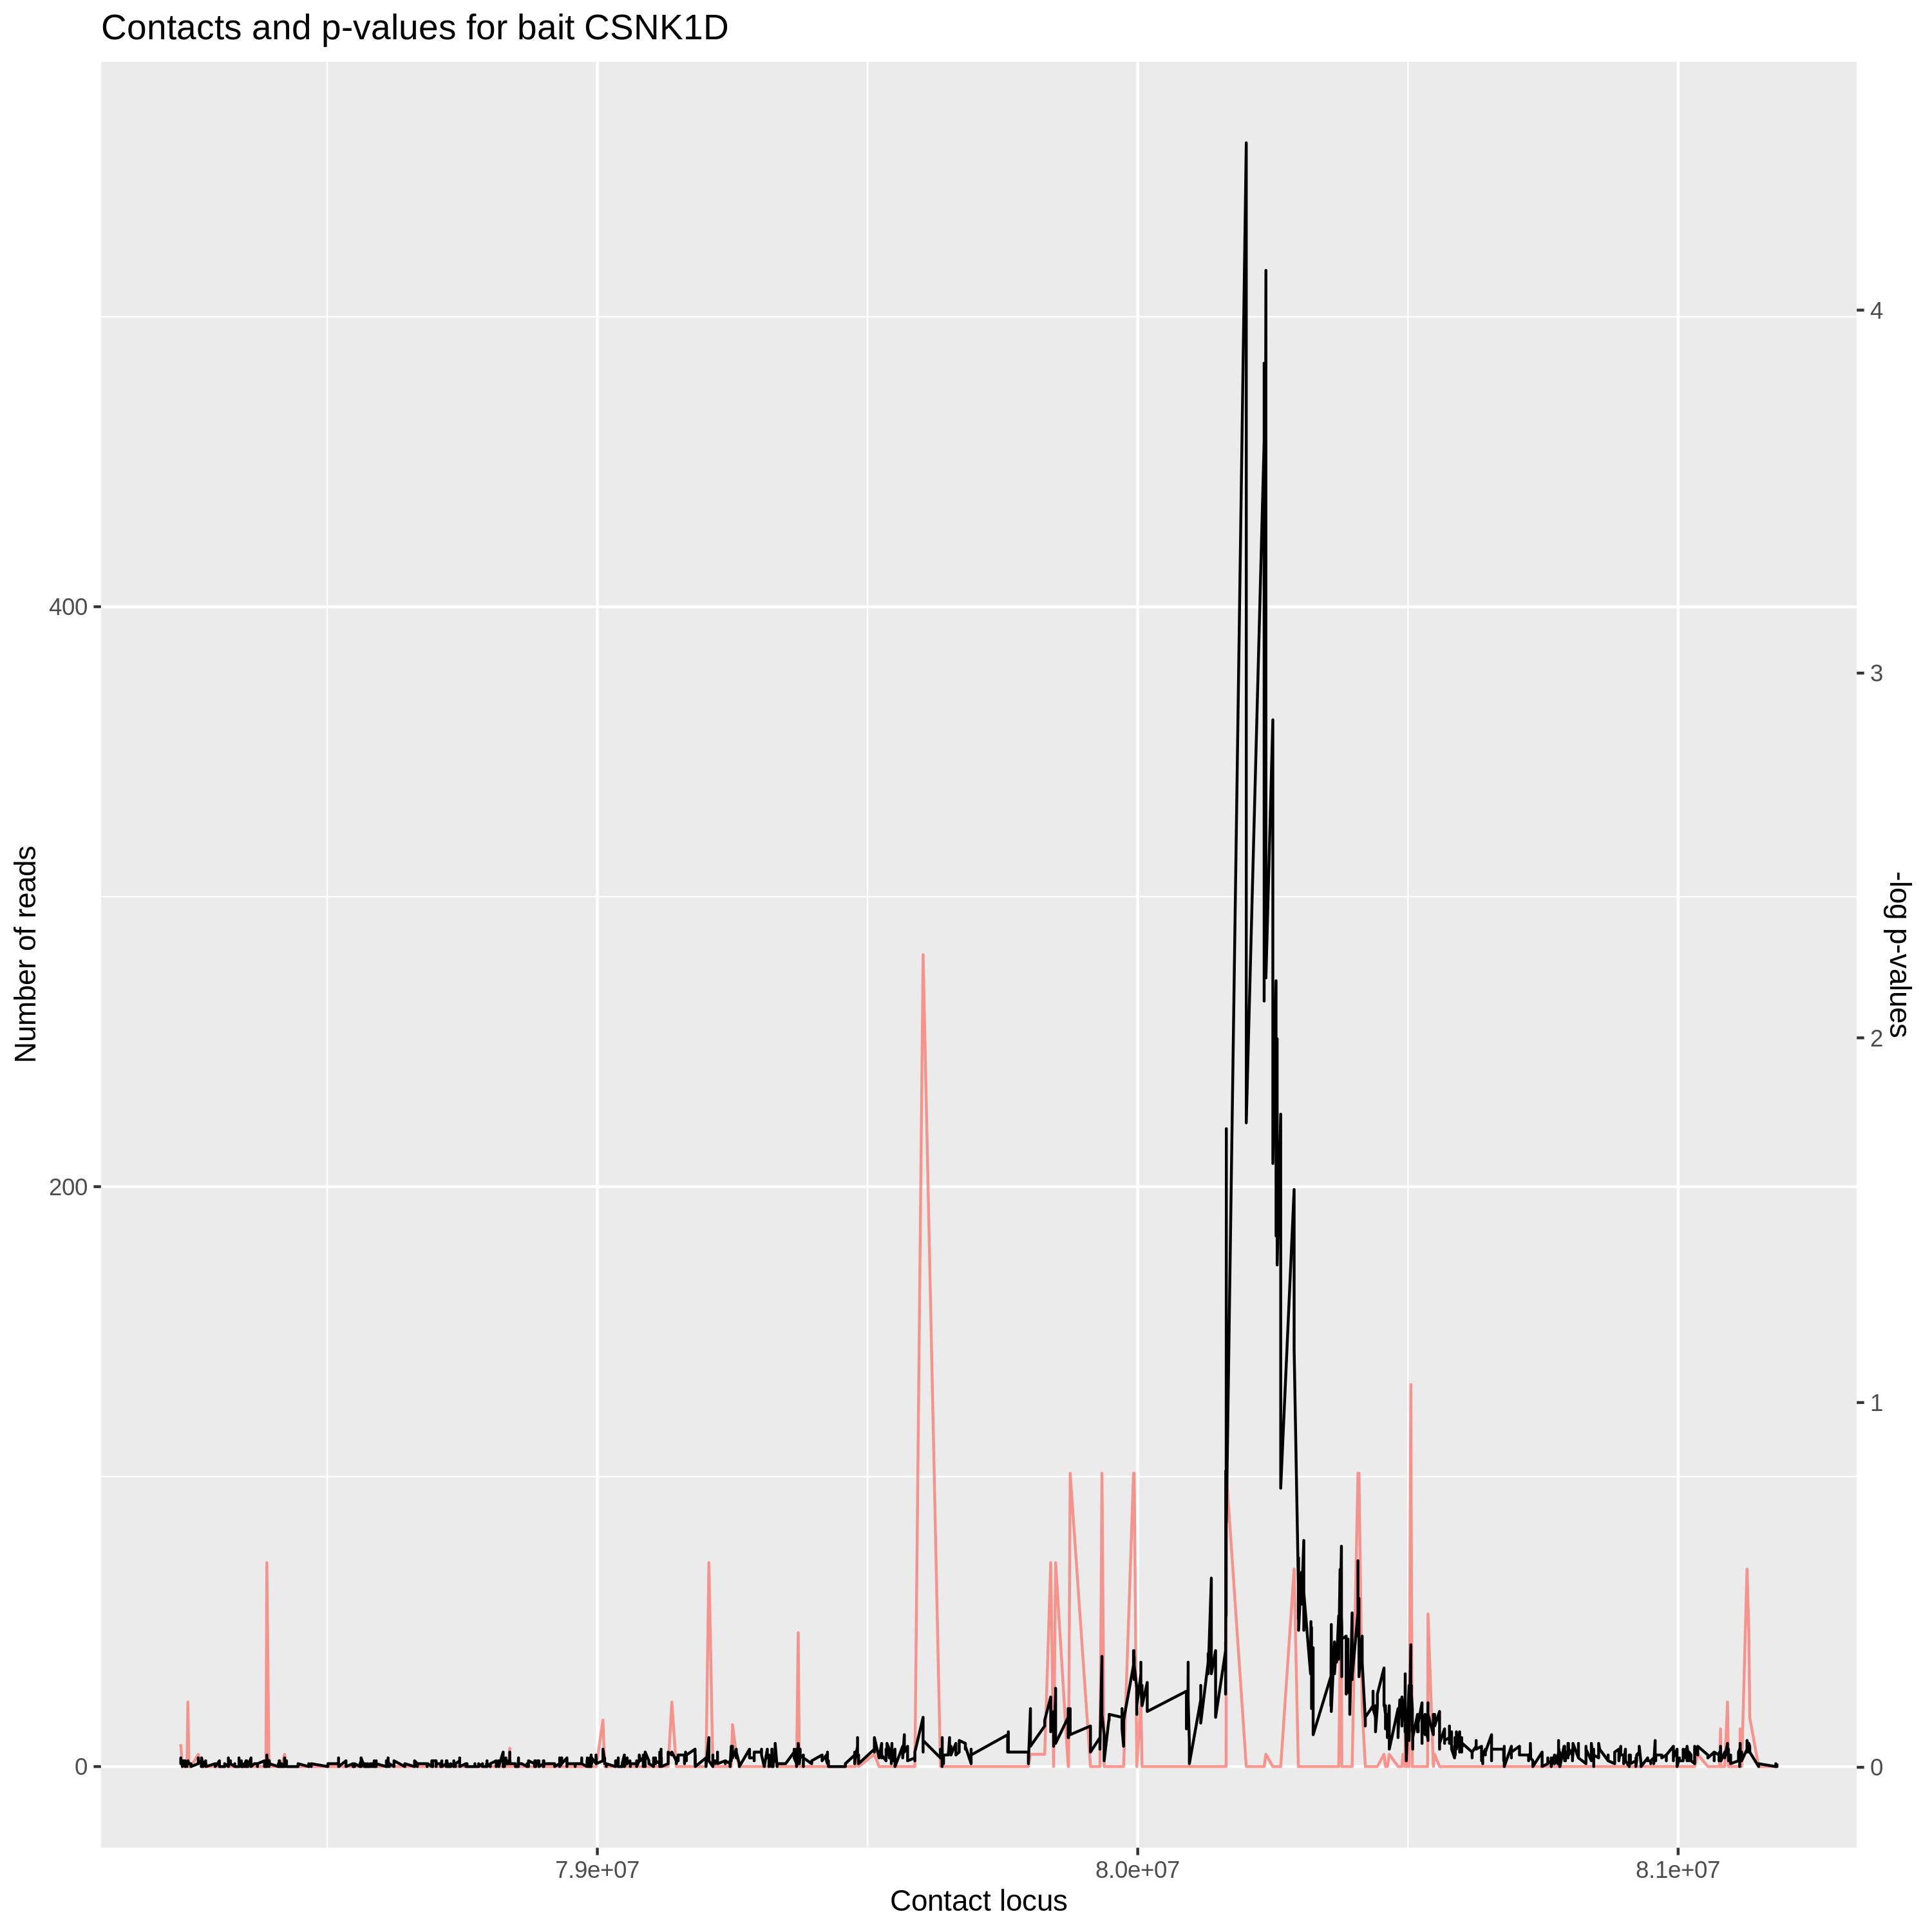 Contacts and p-values for bait CSNK1D
Number of reads
400
200
0
4
3
2
1
0
-log p-values
7.9e+07
8.0e+07
8.1e+07
Contact locus